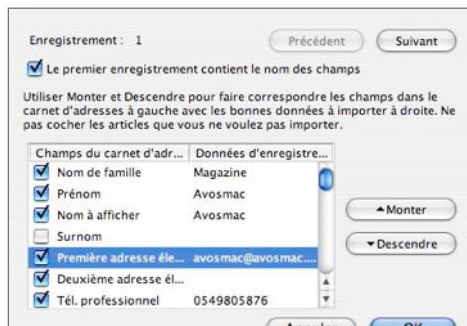 Enregistrement : 1
Précédent
Suivant
Le premier enregistrement contient le nom des champs
Utiliser Monter et Descendre pour faire correspondre les champs dans le
carnet d'adresses à gauche avec les bonnes données à importer à droite. Ne
pas cocher les articles que vous ne voulez pas importer.
Champs du carnet d'adr... Données d'enregistre...
Nom de famille Magazine
Prénom Avosmac
Nom à afficher Avosmac
Surnom
Première adresse éle... avosmac@avosmac....
Deuxième adresse él...
Tél. professionnel 0549805876
Monter
Descendre
Annuler OK